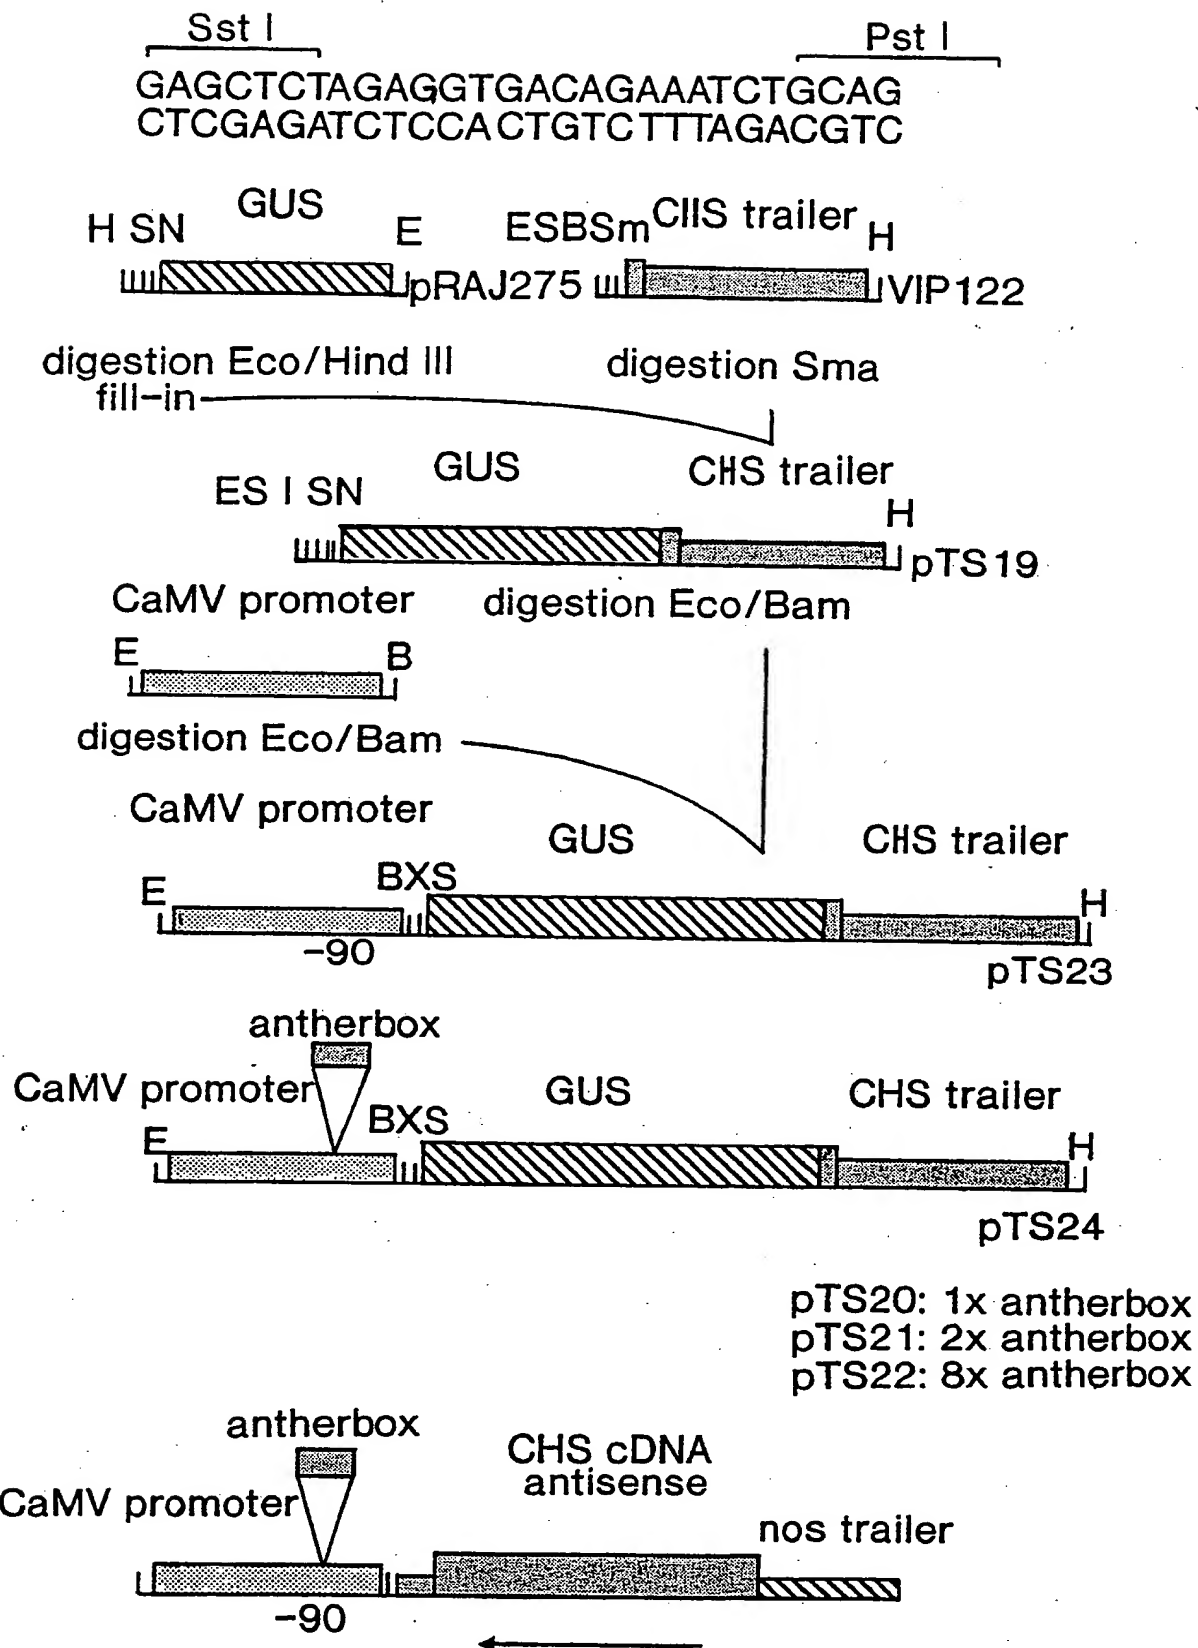 Sst I
Pst I
GAGCTCTAGAGGTGACAGAAATCTGCAG
CTCGAGATCTCCACTGTCTTTAGACGTC
GUS
H SN
E
pRAJ275
ESBSm
CIIS trailer
H
VIP122
digestion Eco/Hind III
fill-in
digestion Sma
GUS
CHS trailer
ES I SN
H
pTS19
CaMV promoter
digestion Eco/Bam
E
B
digestion Eco/Bam
CaMV promoter
GUS
CHS trailer
E
BXS
H
-90
pTS23
antherbox
CaMV promoter
GUS
CHS trailer
E
BXS
H
pTS24
pTS20: 1x antherbox
pTS21: 2x antherbox
pTS22: 8x antherbox
antherbox
CHS cDNA
antisense
CaMV promoter
nos trailer
-90